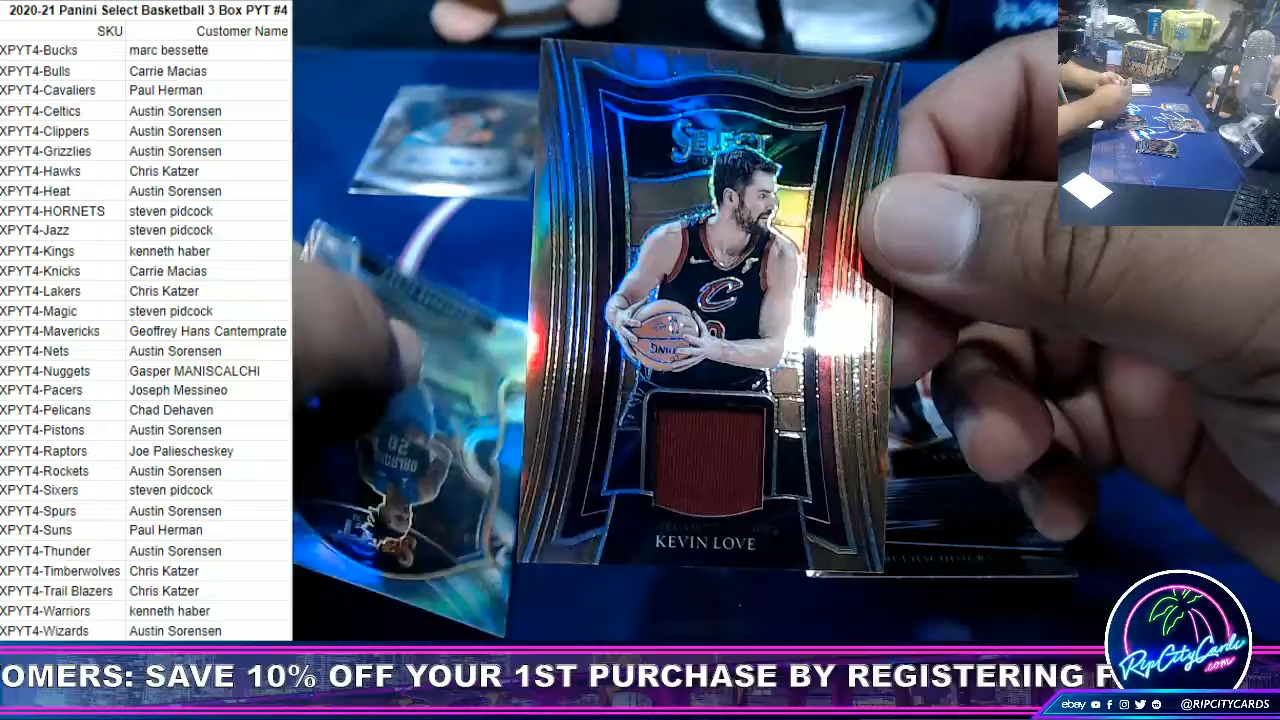 2020-21 Panini Select Basketball 3 Box PYT #4
SKU Customer Name
XPYT4-Bucks marc bessette
XPYT4-Bulls Carrie Macias
XPYT4-Cavaliers Paul Herman
XPYT4-Celtics Austin Sorensen
XPYT4-Clippers Austin Sorensen
XPYT4-Grizzlies Austin Sorensen
XPYT4-Hawks Chris Katzer
XPYT4-Heat Austin Sorensen
XPYT4-HORNETS steven pidcock
XPYT4-Jazz steven pidcock
XPYT4-Kings kenneth haber
XPYT4-Knicks Carrie Macias
XPYT4-Lakers Chris Katzer
XPYT4-Magic steven pidcock
XPYT4-Mavericks Geoffrey Hans Cantemprate
XPYT4-Nets Austin Sorensen
XPYT4-Nuggets Gasper MANISCALCHI
XPYT4-Pacers Joseph Messineo
XPYT4-Pelicans Chad Dehaven
XPYT4-Pistons Austin Sorensen
XPYT4-Raptors Joe Paliescheskey
XPYT4-Rockets Austin Sorensen
XPYT4-Sixers steven pidcock
XPYT4-Spurs Austin Sorensen
XPYT4-Suns Paul Herman
XPYT4-Thunder Austin Sorensen
XPYT4-Timberwolves Chris Katzer
XPYT4-Trail Blazers Chris Katzer
XPYT4-Warriors kenneth haber
XPYT4-Wizards Austin Sorensen
SELECT
C
KEVIN LOVE
RipCityCards
.com
OMERS: SAVE 10% OFF YOUR 1ST PURCHASE BY REGISTERING F
ebay @RIPCITYCARDS